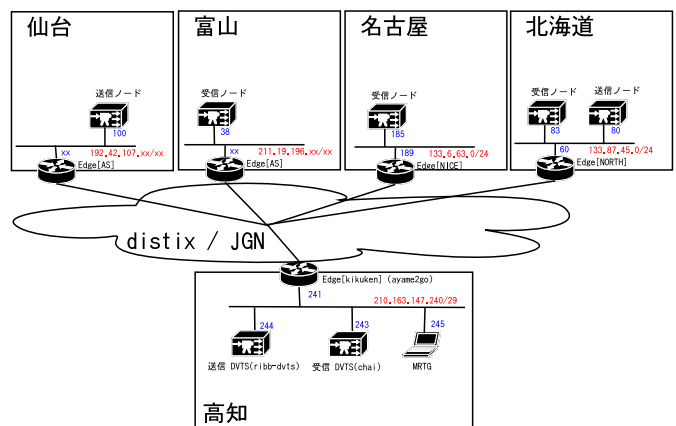 仙台
送信ノード
100
xx
192.42.107.xx/xx
Edge[AS]
富山
受信ノード
38
xx
211.19.196.xx/xx
Edge[AS]
名古屋
受信ノード
185
189
133.6.63.0/24
Edge[NICE]
北海道
受信ノード
送信ノード
83
80
60
133.87.45.0/24
Edge[NORTH]
distix / JGN
Edge[kikuken] (ayame2go)
241
210.163.147.240/29
244
243
245
送信 DVTS(ribb-dvts)
受信 DVTS(chai)
MRTG
高知